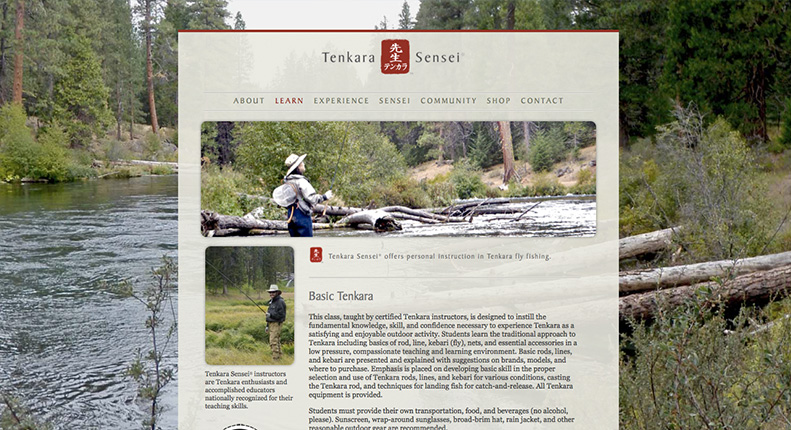 Tenkara 先生 テンカラ Sensei®
ABOUT LEARN EXPERIENCE SENSEI COMMUNITY SHOP CONTACT
Tenkara Sensei® offers personal instruction in Tenkara fly fishing.
Basic Tenkara
This class, taught by certified Tenkara instructors, is designed to instill the
fundamental knowledge, skill, and confidence necessary to experience Tenkara as a
satisfying and enjoyable outdoor activity. Students learn the traditional approach to
Tenkara including basics of rod, line, kebari (fly), nets, and essential accessories in a
low pressure, compassionate teaching and learning environment. Basic rods, lines,
and kebari are presented and explained with suggestions on brands, models, and
where to purchase. Emphasis is placed on developing basic skill in the proper
selection and use of Tenkara rods, lines, and kebari for various conditions, casting
the Tenkara rod, and techniques for landing fish for catch-and-release. All Tenkara
equipment is provided.
Students must provide their own transportation, food, and beverages (no alcohol,
please). Sunscreen, wrap-around sunglasses, broad-brim hat, rain jacket, and other
reasonable outdoor gear are recommended.
Tenkara Sensei® instructors
are Tenkara enthusiasts and
accomplished educators
nationally recognized for their
teaching skills.